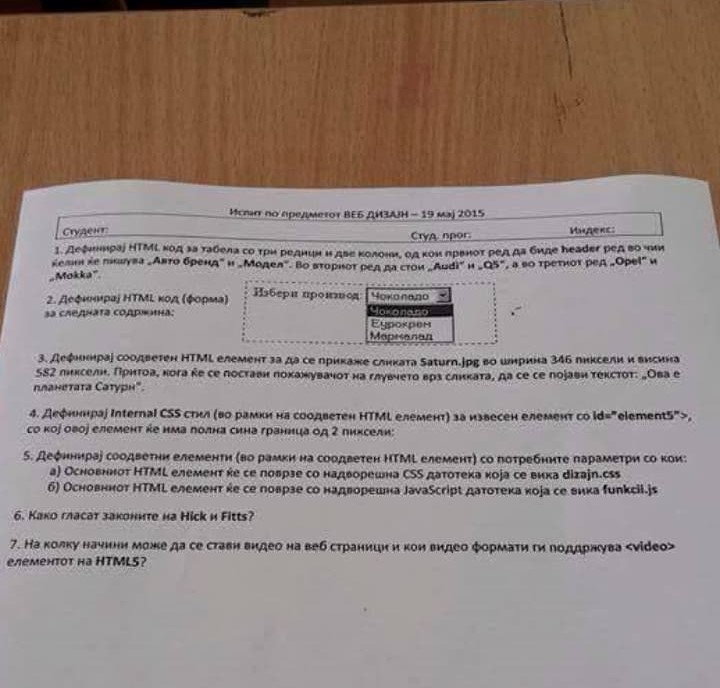 Испит по предметот ВЕБ ДИЗАЈН – 19 мај 2015
Студент: Студ. прог: Индекс:
1. Дефинирај HTML код за табела со три редици и две колони, од кои првиот ред да биде header ред во чии
ќелии ќе пишува „Авто бренд“ и „Модел“. Во вториот ред да стои „Audi“ и „Q5“, а во третиот ред „Opel“ и
„Mokka“.
2. Дефинирај HTML код (форма)
за следната содржина:
Избери производ: Чоколадо
Чоколадо
Еурокрем
Мармалад
3. Дефинирај соодветен HTML елемент за да се прикаже сликата Saturn.jpg во ширина 346 пиксели и висина
582 пиксели. Притоа, кога ќе се постави покажувачот на глувчето врз сликата, да се се појави текстот: „Ова е
планетата Сатурн“.
4. Дефинирај Internal CSS стил (во рамки на соодветен HTML елемент) за извесен елемент со id="element5">,
со кој овој елемент ќе има полна сина граница од 2 пиксели:
5. Дефинирај соодветни елементи (во рамки на соодветен HTML елемент) со потребните параметри со кои:
а) Основниот HTML елемент ќе се поврзе со надворешна CSS датотека која се вика dizajn.css
б) Основниот HTML елемент ќе се поврзе со надворешна JavaScript датотека која се вика funkcii.js
6. Како гласат законите на Hick и Fitts?
7. На колку начини може да се стави видео на веб страници и кои видео формати ги поддржува <video>
елементот на HTML5?